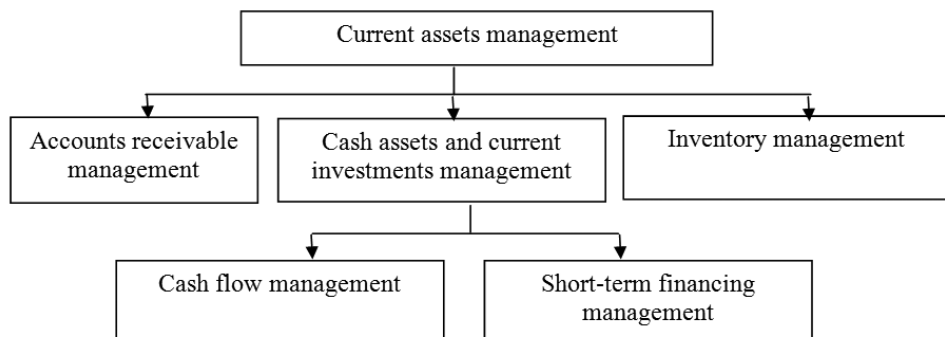 Current assets management
Accounts receivable
management
Cash assets and current
investments management
Inventory management
Cash flow management
Short-term financing
management